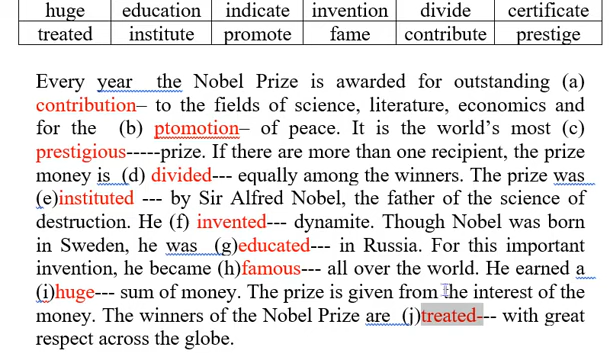 huge education indicate invention divide certificate
treated institute promote fame contribute prestige
Every year the Nobel Prize is awarded for outstanding (a)
contribution– to the fields of science, literature, economics and
for the (b) ptomotion– of peace. It is the world’s most (c)
prestigious-----prize. If there are more than one recipient, the prize
money is (d) divided--- equally among the winners. The prize was
(e)instituted --- by Sir Alfred Nobel, the father of the science of
destruction. He (f) invented--- dynamite. Though Nobel was born
in Sweden, he was (g)educated--- in Russia. For this important
invention, he became (h)famous--- all over the world. He earned a
(i)huge--- sum of money. The prize is given from the interest of the
money. The winners of the Nobel Prize are (j)treated--- with great
respect across the globe.